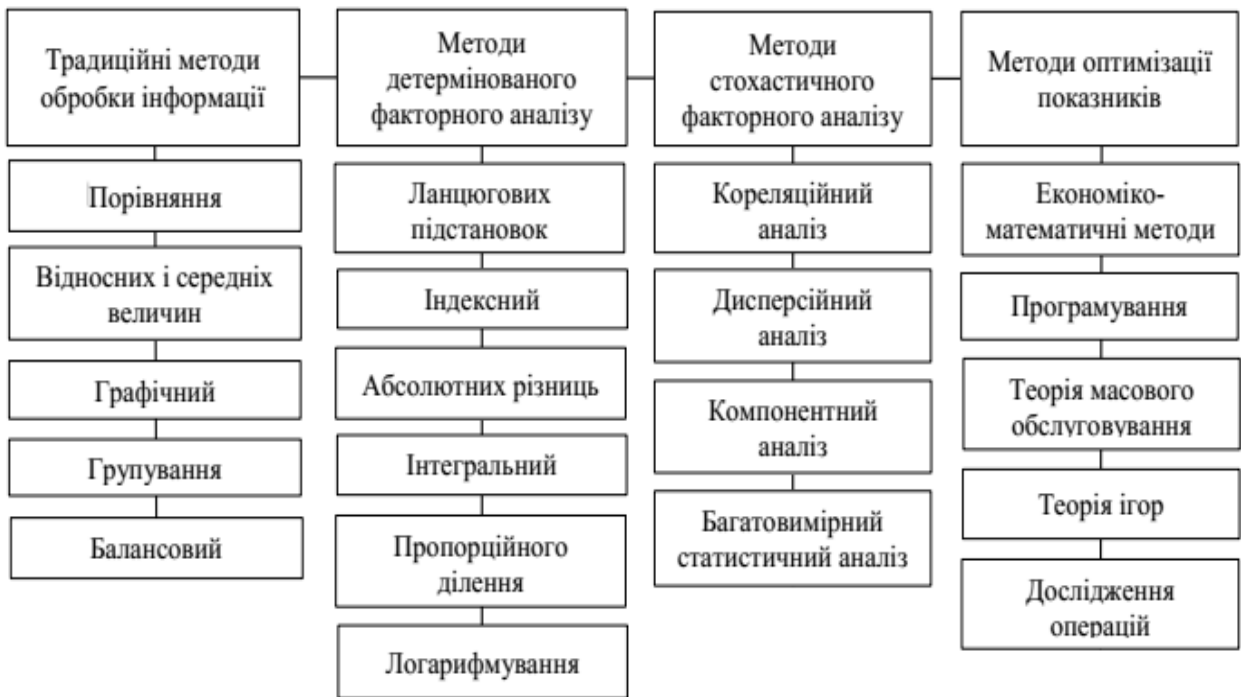 Традиційні методи
обробки інформації
Порівняння
Відносних і середніх
величин
Графічний
Групування
Балансовий
Методи
детермінованого
факторного аналізу
Ланцюгових
підстановок
Індексний
Абсолютних різниць
Інтегральний
Пропорційного
ділення
Логарифмування
Методи
стохастичного
факторного аналізу
Кореляційний
аналіз
Дисперсійний
аналіз
Компонентний
аналіз
Багатовимірний
статистичний аналіз
Методи оптимізації
показників
Економіко-
математичні методи
Програмування
Теорія масового
обслуговування
Теорія ігор
Дослідження
операцій